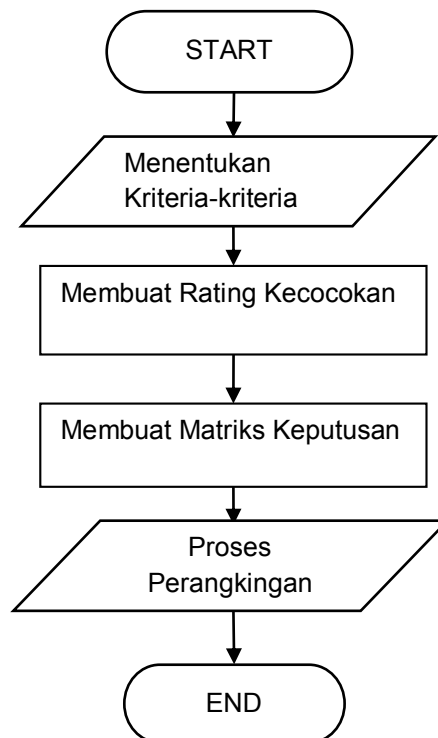 START
Menentukan
Kriteria-kriteria
Membuat Rating Kecocokan
Membuat Matriks Keputusan
Proses
Perangkingan
END